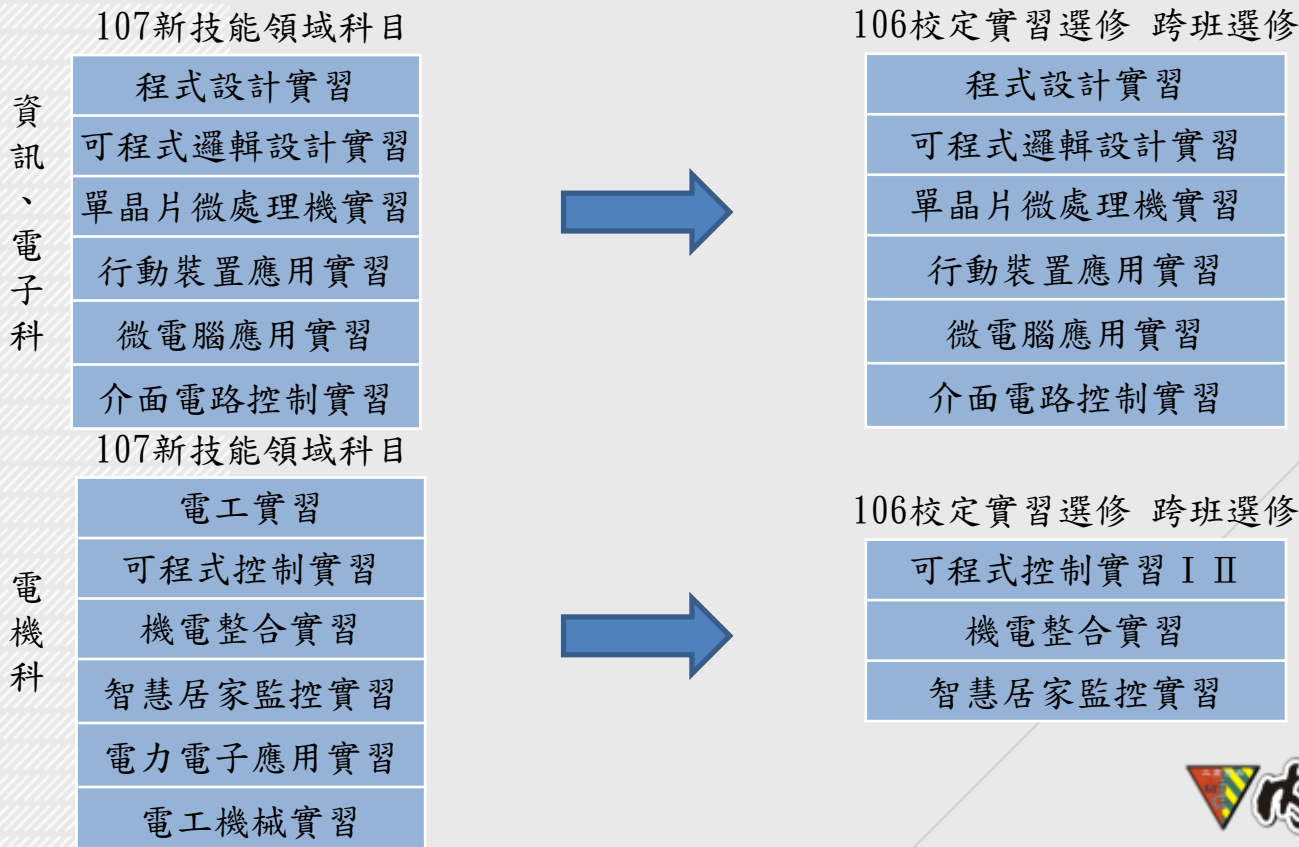 107新技能領域科目
資訊、電子科
程式設計實習
可程式邏輯設計實習
單晶片微處理機實習
行動裝置應用實習
微電腦應用實習
介面電路控制實習
106校定實習選修 跨班選修
程式設計實習
可程式邏輯設計實習
單晶片微處理機實習
行動裝置應用實習
微電腦應用實習
介面電路控制實習
107新技能領域科目
電機科
電工實習
可程式控制實習
機電整合實習
智慧居家監控實習
電力電子應用實習
電工機械實習
106校定實習選修 跨班選修
可程式控制實習ⅠⅡ
機電整合實習
智慧居家監控實習